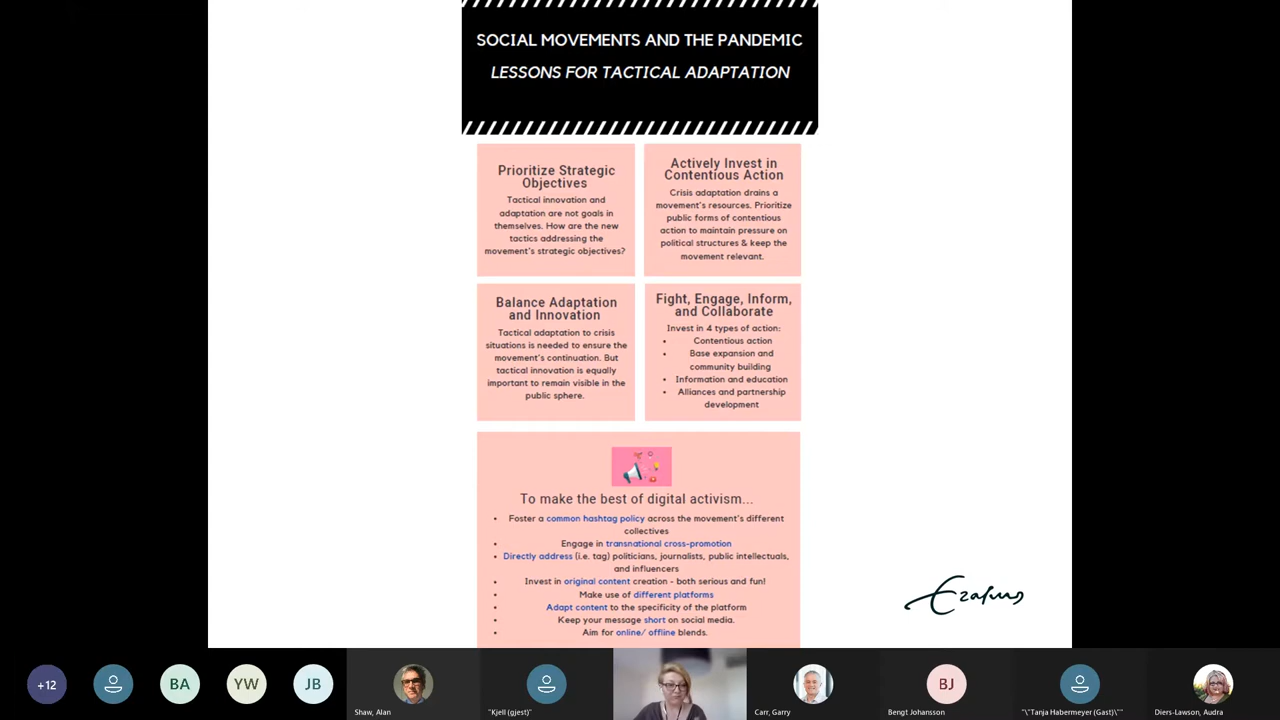 SOCIAL MOVEMENTS AND THE PANDEMIC
LESSONS FOR TACTICAL ADAPTATION
Prioritize Strategic
Objectives
Tactical innovation and
adaptation are not goals in
themselves. How are the new
tactics addressing the
movement's strategic objectives?
Actively Invest in
Contentious Action
Crisis adaptation drains a
movement's resources. Prioritize
public forms of contentious
action to maintain pressure on
political structures & keep the
movement relevant.
Balance Adaptation
and Innovation
Tactical adaptation to crisis
situations is needed to ensure the
movement's continuation. But
tactical innovation is equally
important to remain visible in the
public sphere.
Fight, Engage, Inform,
and Collaborate
Invest in 4 types of action:
• Contentious action
• Base expansion and
community building
• Information and education
• Alliances and partnership
development
To make the best of digital activism...
• Foster a common hashtag policy across the movement's different
collectives
• Engage in transnational cross-promotion
• Directly address (i.e. tag) politicians, journalists, public intellectuals,
and influencers
• Invest in original content creation - both serious and fun!
• Make use of different platforms
• Adapt content to the specificity of the platform
• Keep your message short on social media.
• Aim for online/ offline blends.
Erasmus
+12
BA
YW
JB
Shaw, Alan
"Kjell (gjest)"
Carr, Garry
BJ
Bengt Johansson
"\"Tanja Habermeyer (Gast)\""
Diers-Lawson, Audra